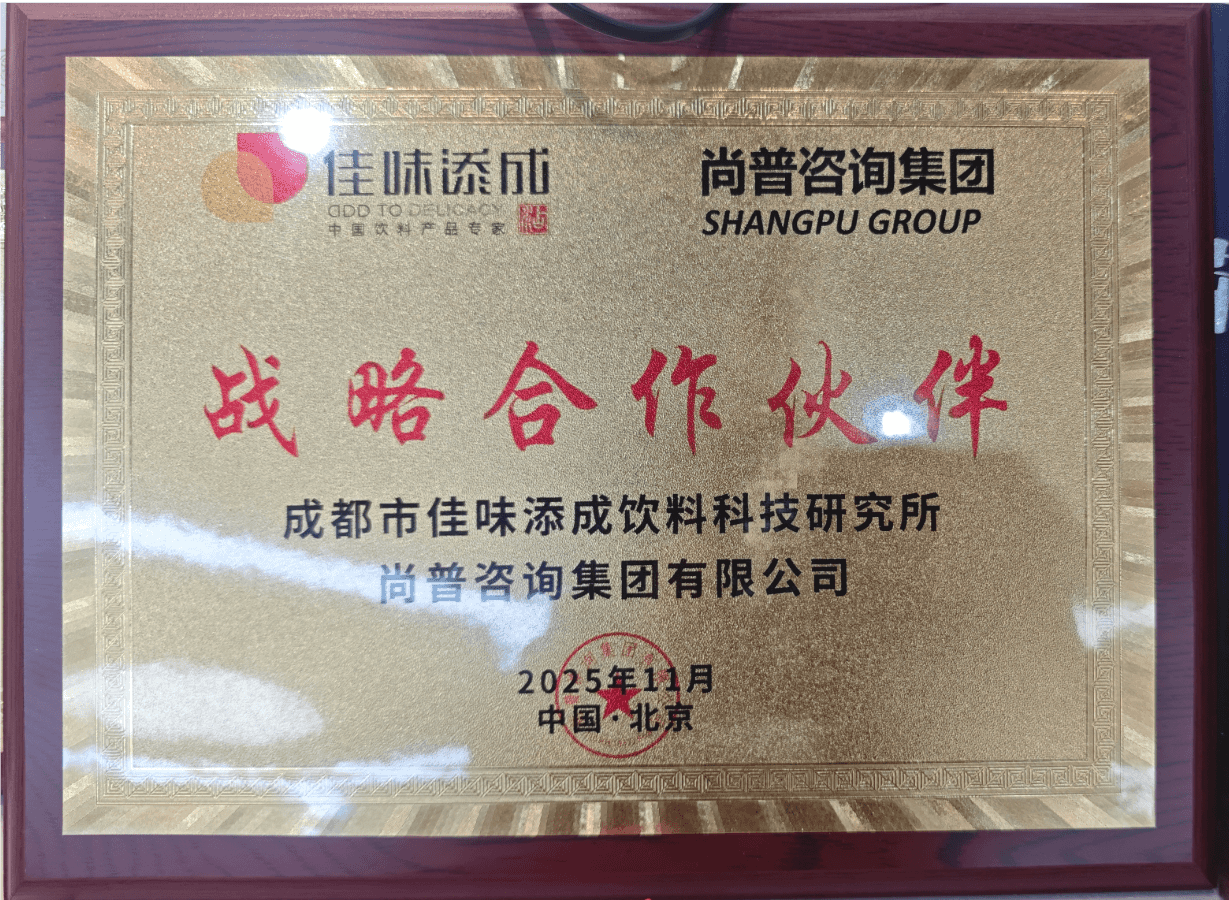 佳味添成
ADD TO DELICACY
中国饮料产品专家
尚普咨询集团
SHANGPU GROUP
战略合作伙伴
成都市佳味添成饮料科技研究所
尚普咨询集团有限公司
2025年11月
中国·北京